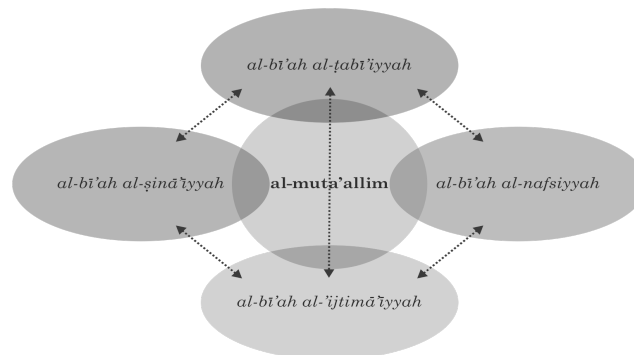 al-bī'ah al-ṭabī'iyyah
al-bī'ah al-ṣinā'iyyah
al-muta'allim
al-bī'ah al-nafsiyyah
al-bī'ah al-'ijtimā'iyyah